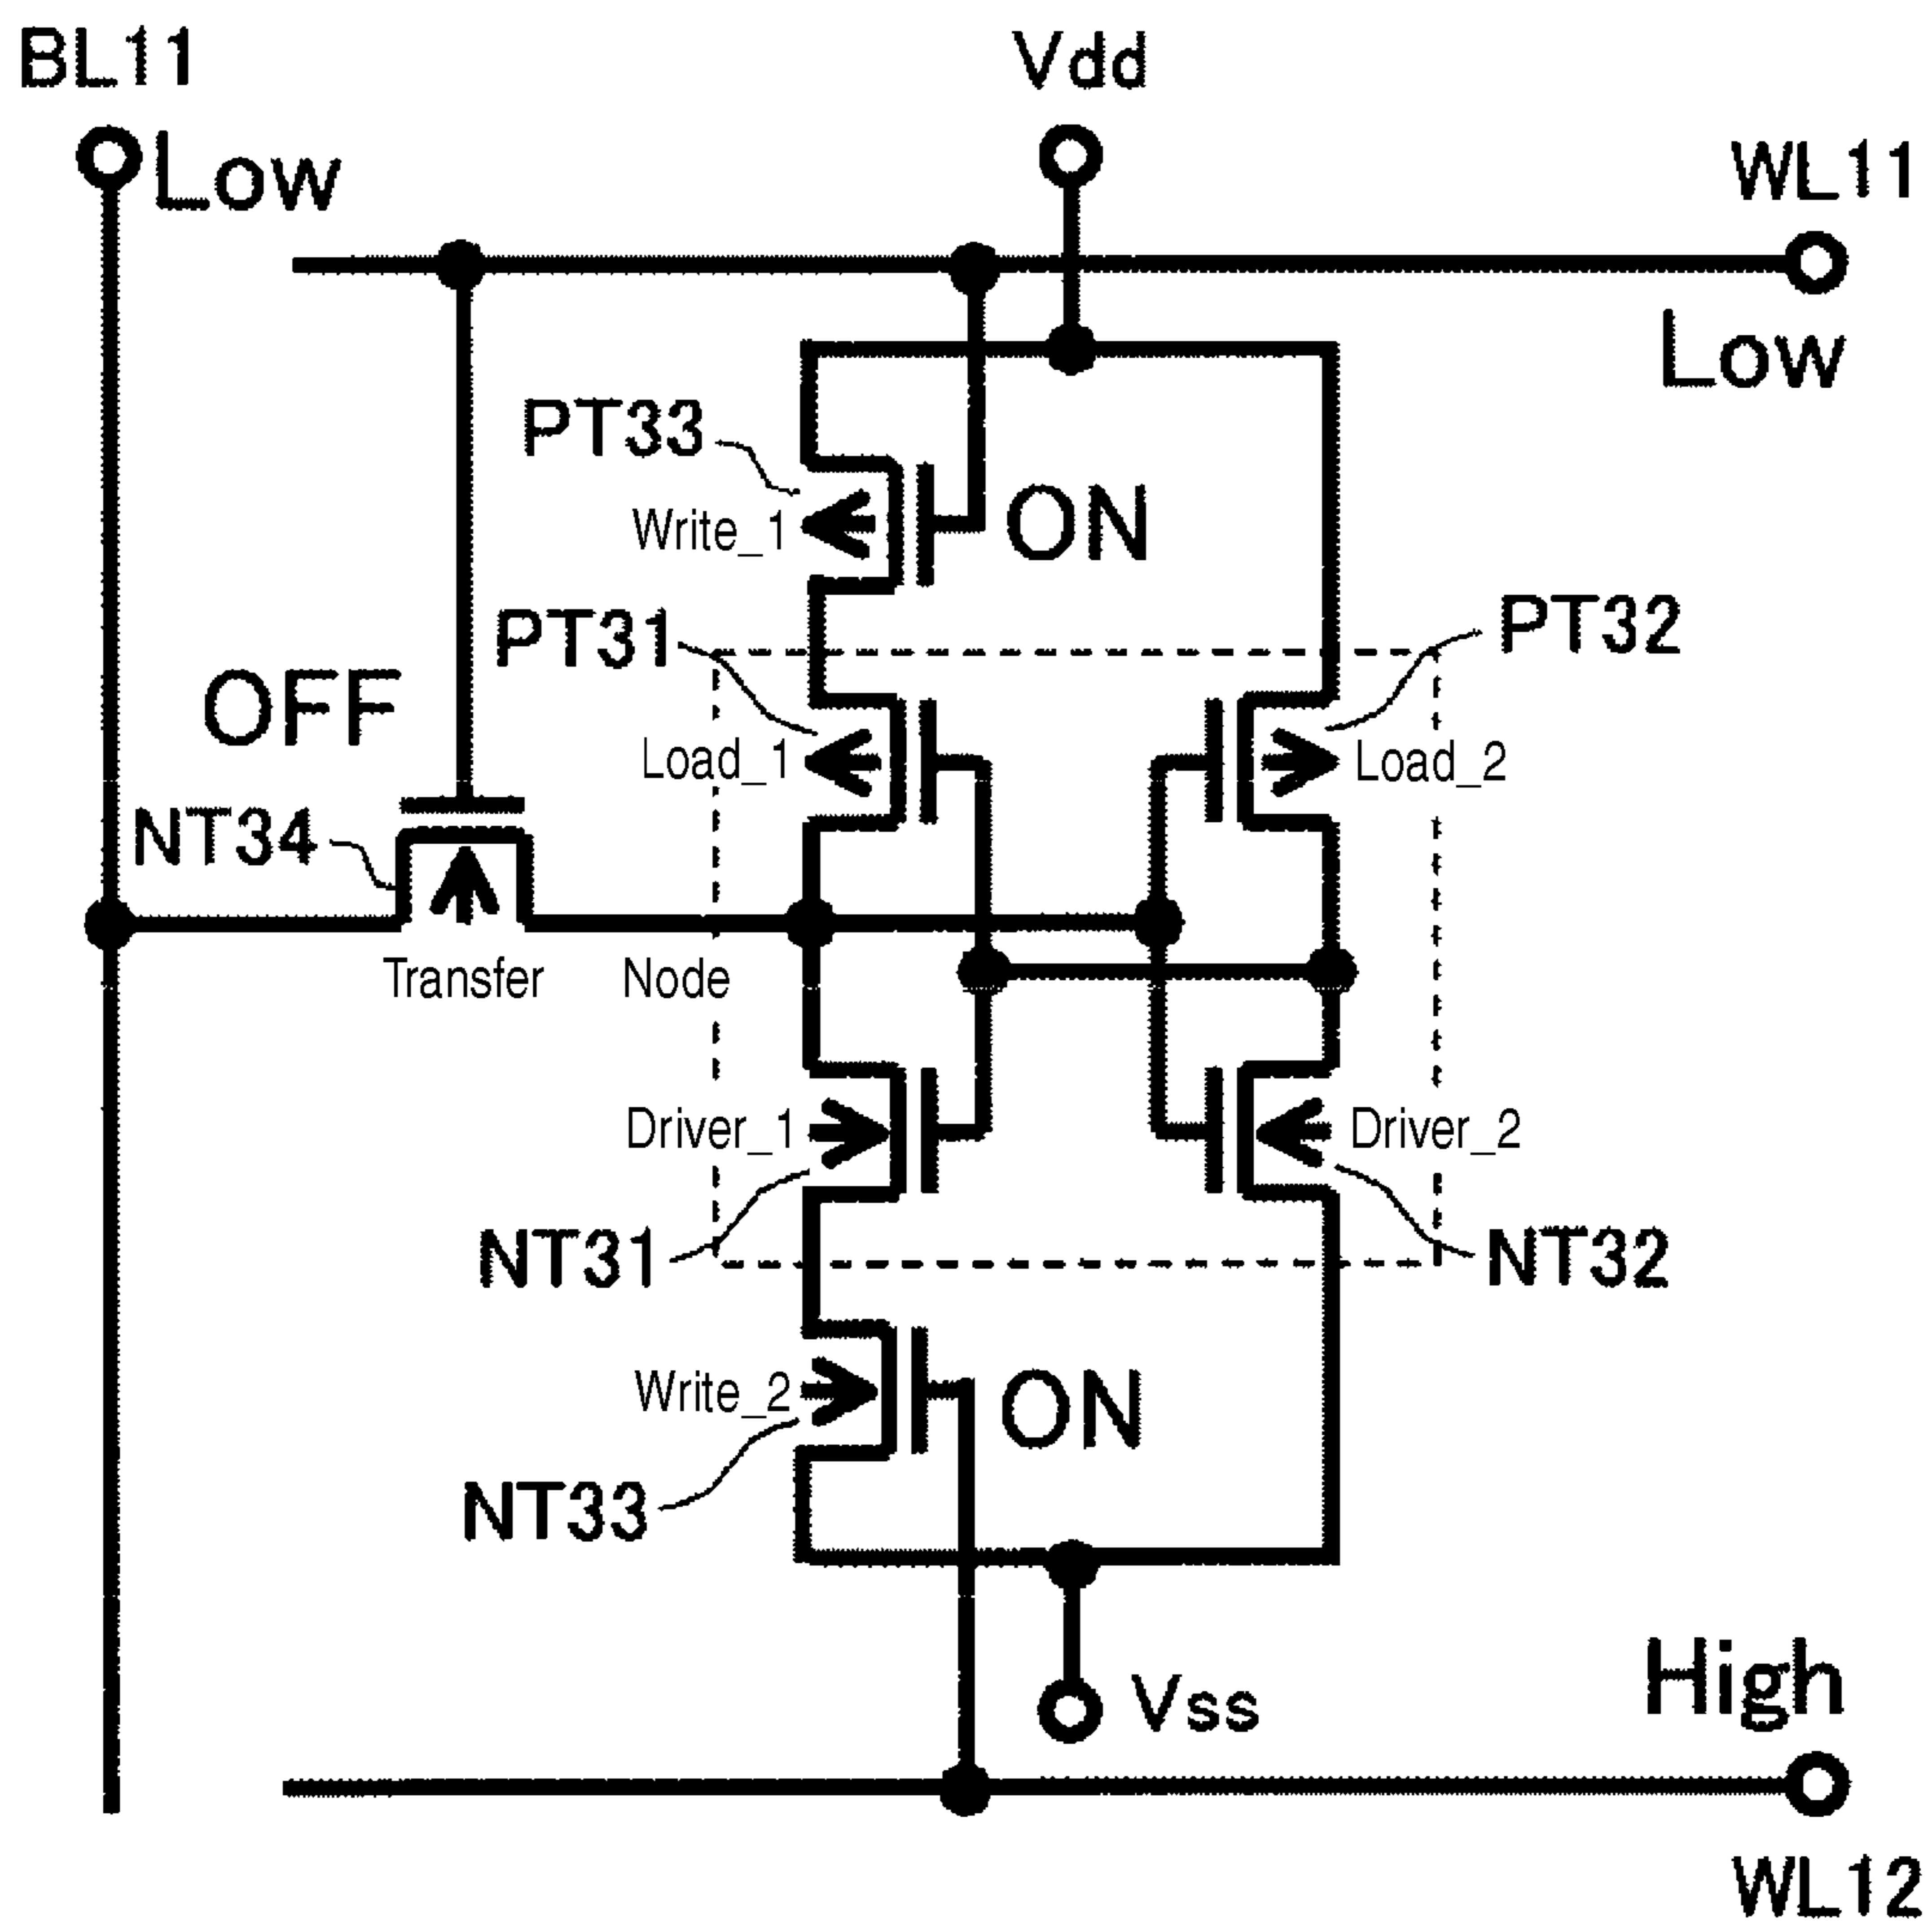 BL11
Vdd
Low
WL11
Low
PT33
Write_1
ON
PT31
PT32
OFF
Load_1
Load_2
NT34
Transfer
Node
Driver_1
Driver_2
NT31
NT32
Write_2
ON
NT33
High
Vss
WL12